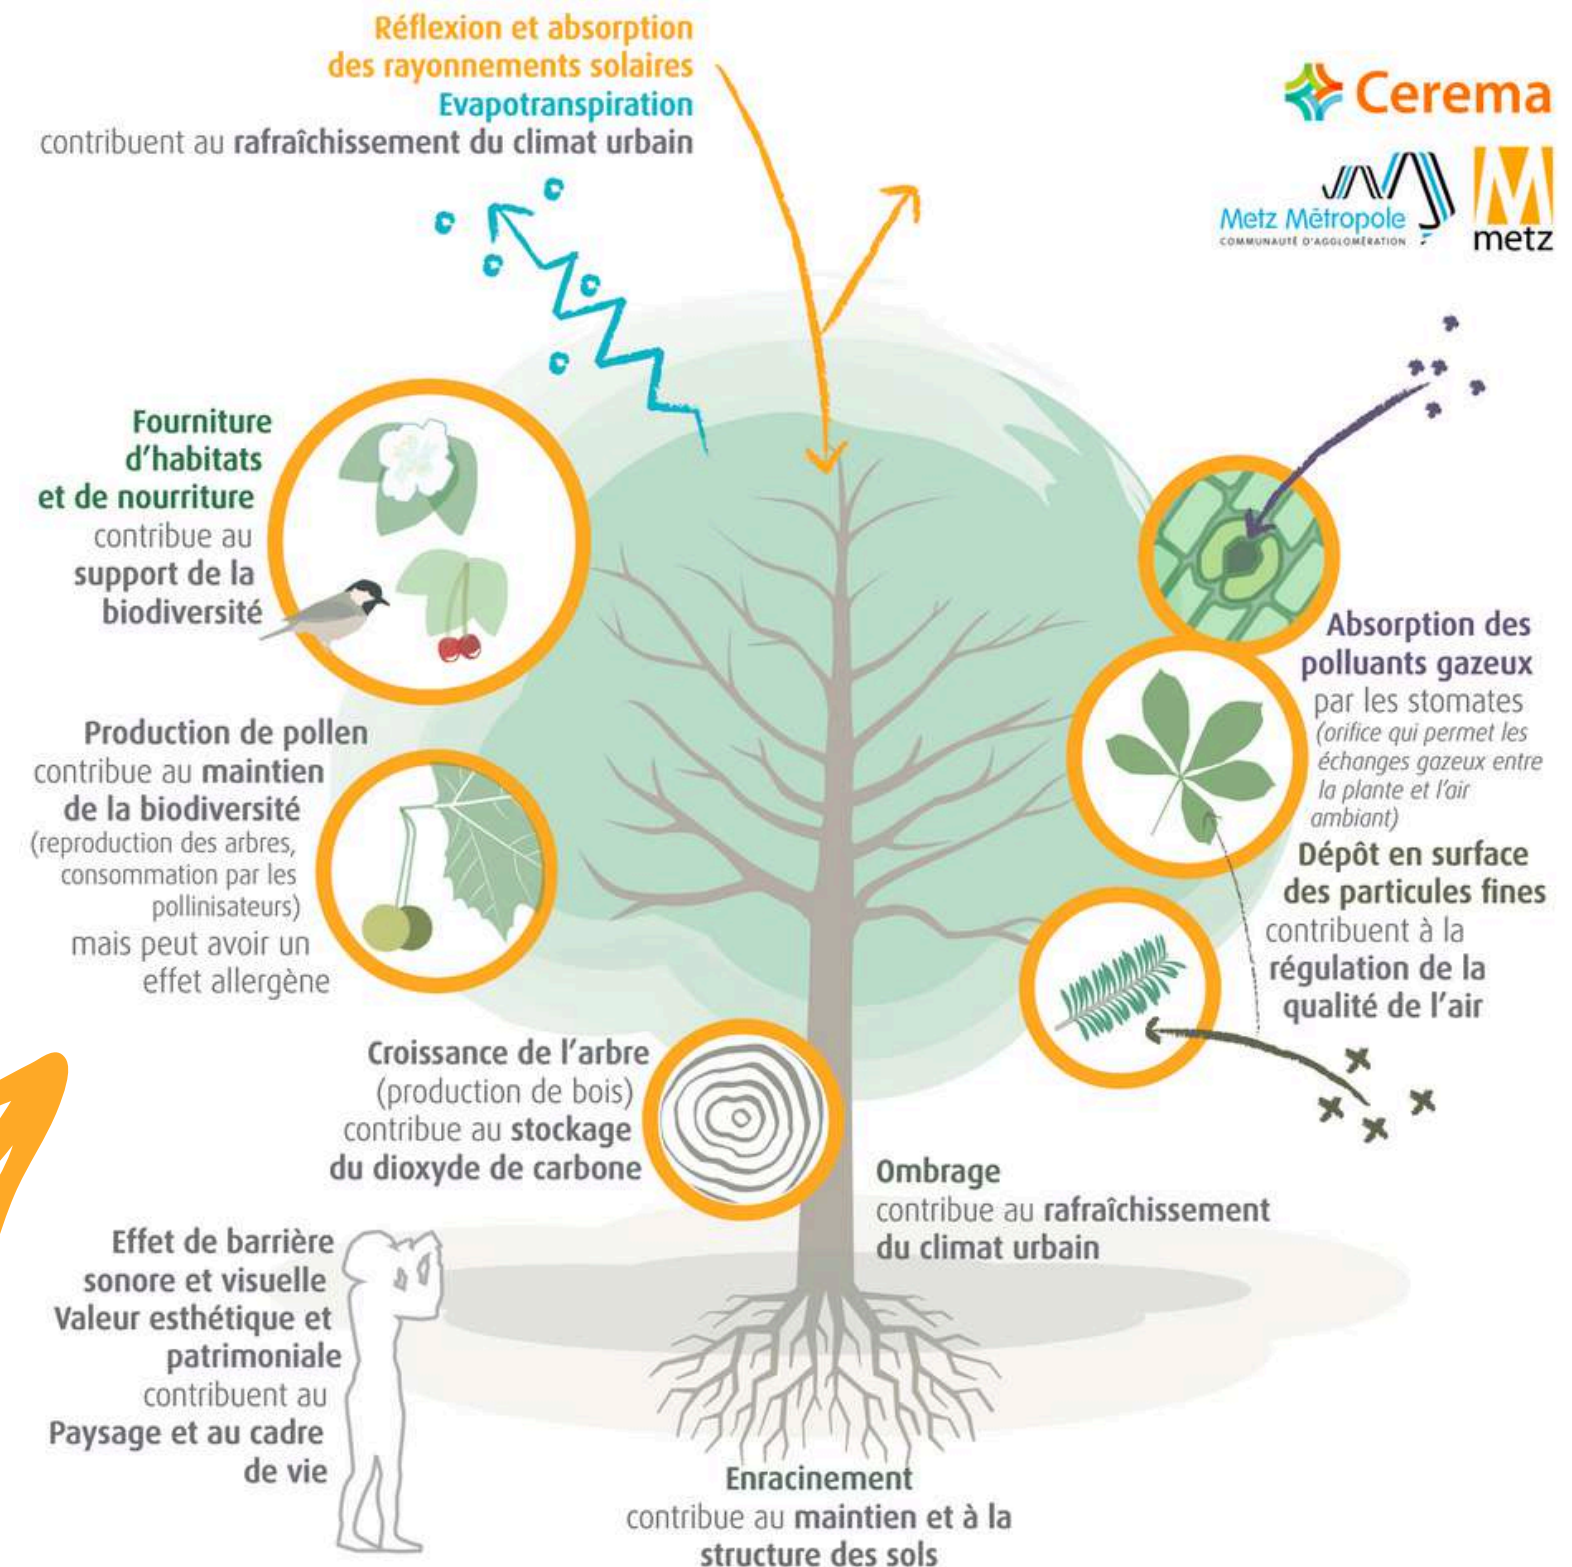 Réflexion et absorption
des rayonnements solaires
Evapotranspiration
contribuent au rafraîchissement du climat urbain
Cerema
Metz Métropole
COMMUNAUTÉ D'AGGLOMÉRATION
metz
Fourniture
d'habitats
et de nourriture
contribue au
support de la
biodiversité
Production de pollen
contribue au maintien
de la biodiversité
(reproduction des arbres,
consommation par les
pollinisateurs)
mais peut avoir un
effet allergène
Absorption des
polluants gazeux
par les stomates
(orifice qui permet les
échanges gazeux entre
la plante et l'air
ambiant)
Dépôt en surface
des particules fines
contribuent à la
régulation de la
qualité de l'air
Croissance de l'arbre
(production de bois)
contribue au stockage
du dioxyde de carbone
Ombrage
contribue au rafraîchissement
du climat urbain
Effet de barrière
sonore et visuelle
Valeur esthétique et
patrimoniale
contribuent au
Paysage et au cadre
de vie
Enracinement
contribue au maintien et à la
structure des sols